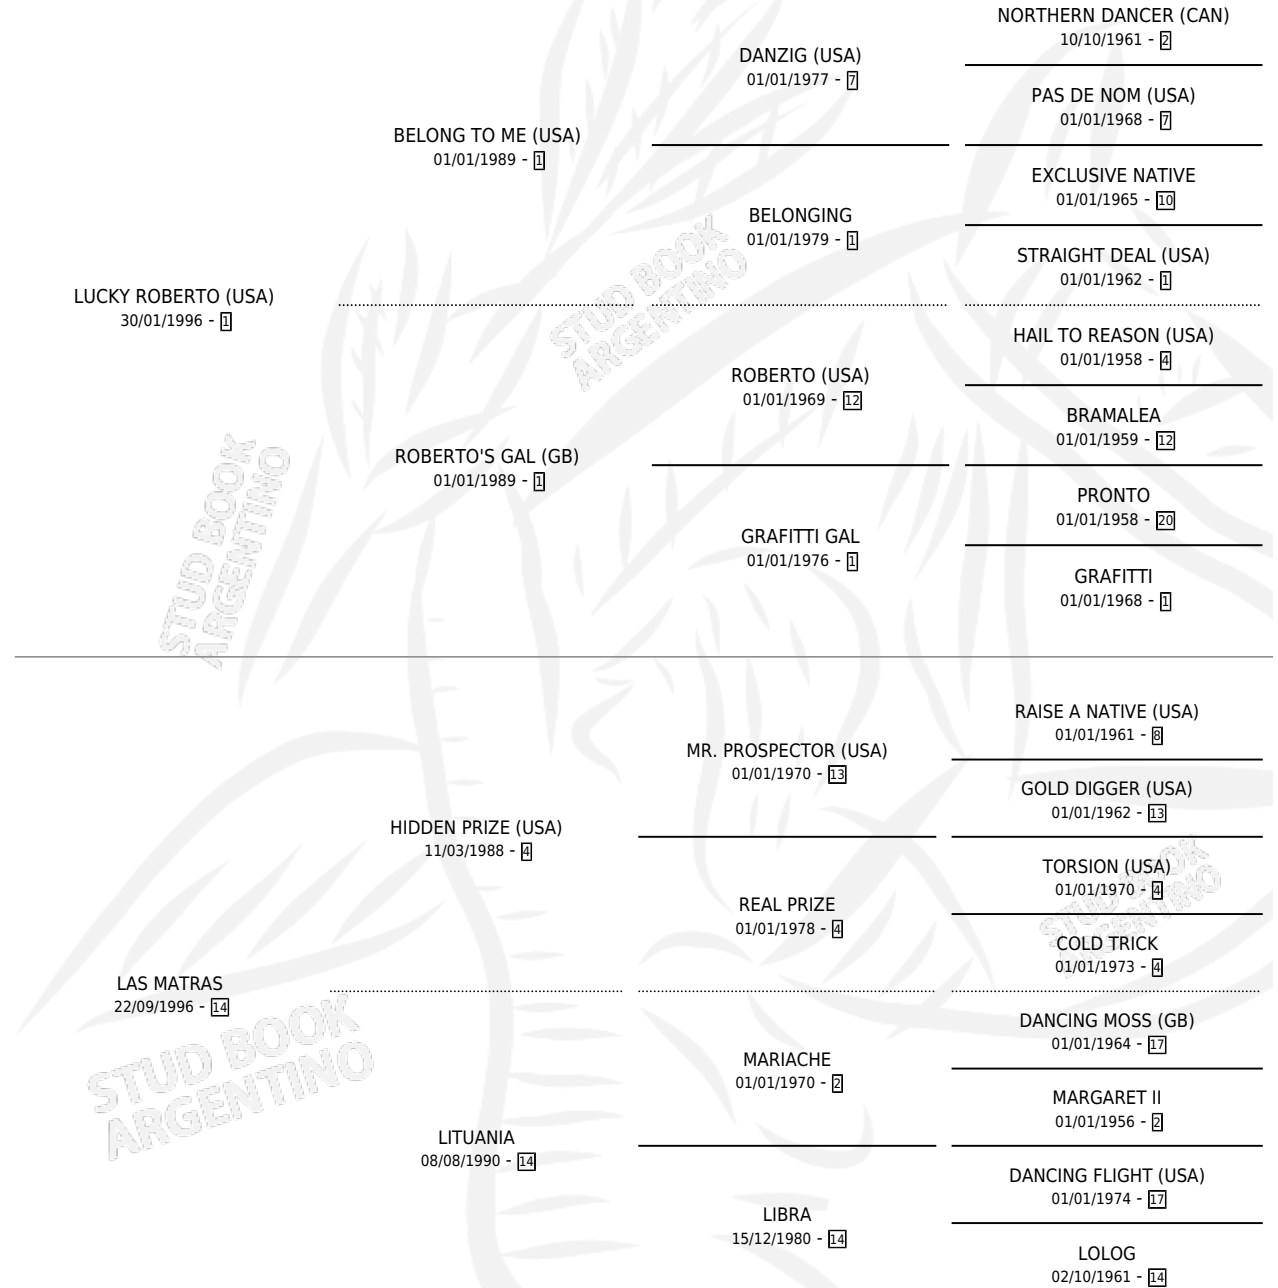 NORTHERN DANCER (CAN)
10/10/1961 - 2
DANZIG (USA)
01/01/1977 - 7
PAS DE NOM (USA)
01/01/1968 - 7
BELONG TO ME (USA)
01/01/1989 - 1
EXCLUSIVE NATIVE
01/01/1965 - 10
BELONGING
01/01/1979 - 1
STRAIGHT DEAL (USA)
01/01/1962 - 1
LUCKY ROBERTO (USA)
30/01/1996 - 1
STUD BOOK
ARGENTINO
HAIL TO REASON (USA)
01/01/1958 - 4
ROBERTO (USA)
01/01/1969 - 12
BRAMALEA
01/01/1959 - 12
ROBERTO'S GAL (GB)
01/01/1989 - 1
PRONTO
01/01/1958 - 20
GRAFITTI GAL
01/01/1976 - 1
GRAFITTI
01/01/1968 - 1
STUD BOOK
ARGENTINO
RAISE A NATIVE (USA)
01/01/1961 - 8
MR. PROSPECTOR (USA)
01/01/1970 - 13
GOLD DIGGER (USA)
01/01/1962 - 13
HIDDEN PRIZE (USA)
11/03/1988 - 4
TORSION (USA)
01/01/1970 - 4
REAL PRIZE
01/01/1978 - 4
STUD BOOK
ARGENTINO
COLD TRICK
01/01/1973 - 4
LAS MATRAS
22/09/1996 - 14
STUD BOOK
ARGENTINO
DANCING MOSS (GB)
01/01/1964 - 17
MARIACHE
01/01/1970 - 2
MARGARET II
01/01/1956 - 2
LITUANIA
08/08/1990 - 14
DANCING FLIGHT (USA)
01/01/1974 - 17
LIBRA
15/12/1980 - 14
LOLOG
02/10/1961 - 14